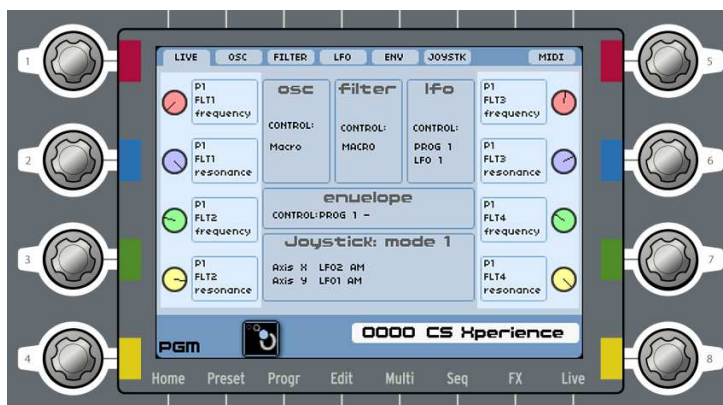 LIVE OSC FILTER LFO ENV JOYSTK MIDI
1
5
P1
FLT1
frequency
osc
CONTROL:
Macro
filter
CONTROL:
MACRO
lfo
CONTROL:
PROG 1
LFO 1
P1
FLT3
frequency
2
6
P1
FLT1
resonance
P1
FLT3
resonance
envelope
CONTROL:PROG 1 -
3
7
P1
FLT2
frequency
P1
FLT4
frequency
Joystick: mode 1
Axis X LFO2 AM
Axis Y LFO1 AM
P1
FLT2
resonance
P1
FLT4
resonance
4
8
PGM
0000 CS Xperience
Home Preset Progr Edit Multi Seq FX Live